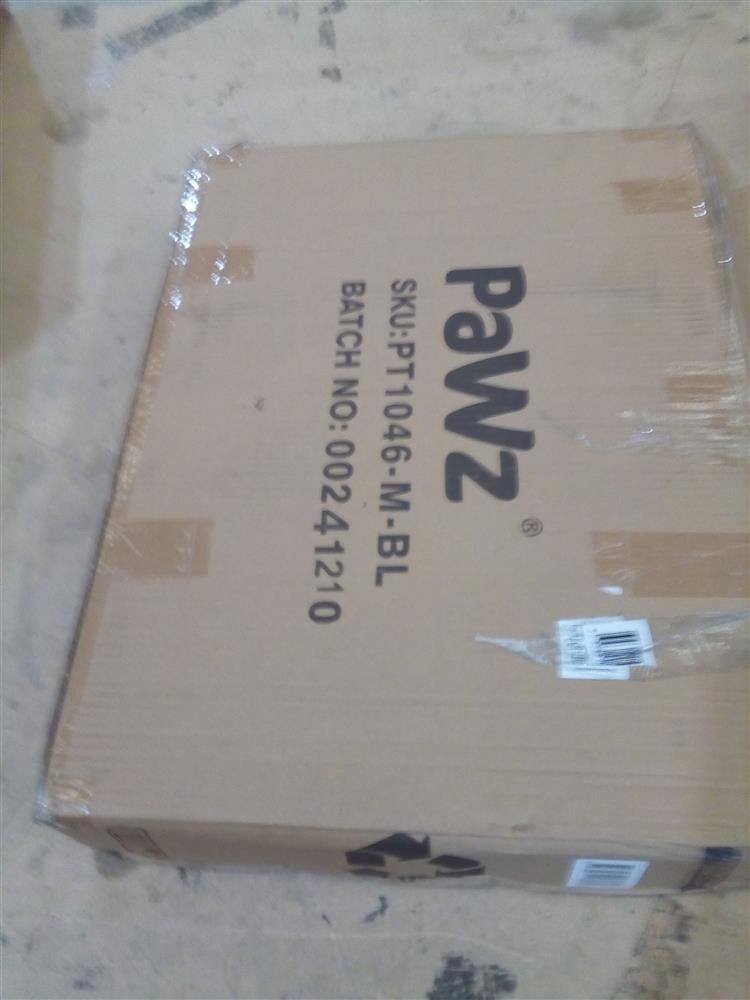 PaWz®
SKU:PT1046-M-BL
BATCH NO: 00241210